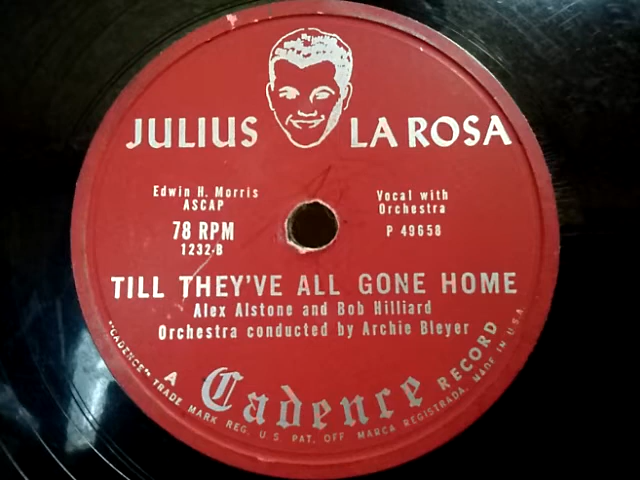 JULIUS LA ROSA
Edwin H. Morris
ASCAP
78 RPM
1232-B
Vocal with
Orchestra
P 49658
TILL THEY'VE ALL GONE HOME
Alex Alstone and Bob Hilliard
Orchestra conducted by Archie Bleyer
A Cadence RECORD
"CADENCE" TRADE MARK REG. U.S. PAT. OFF MARCA REGISTRADA. MADE IN U.S.A.